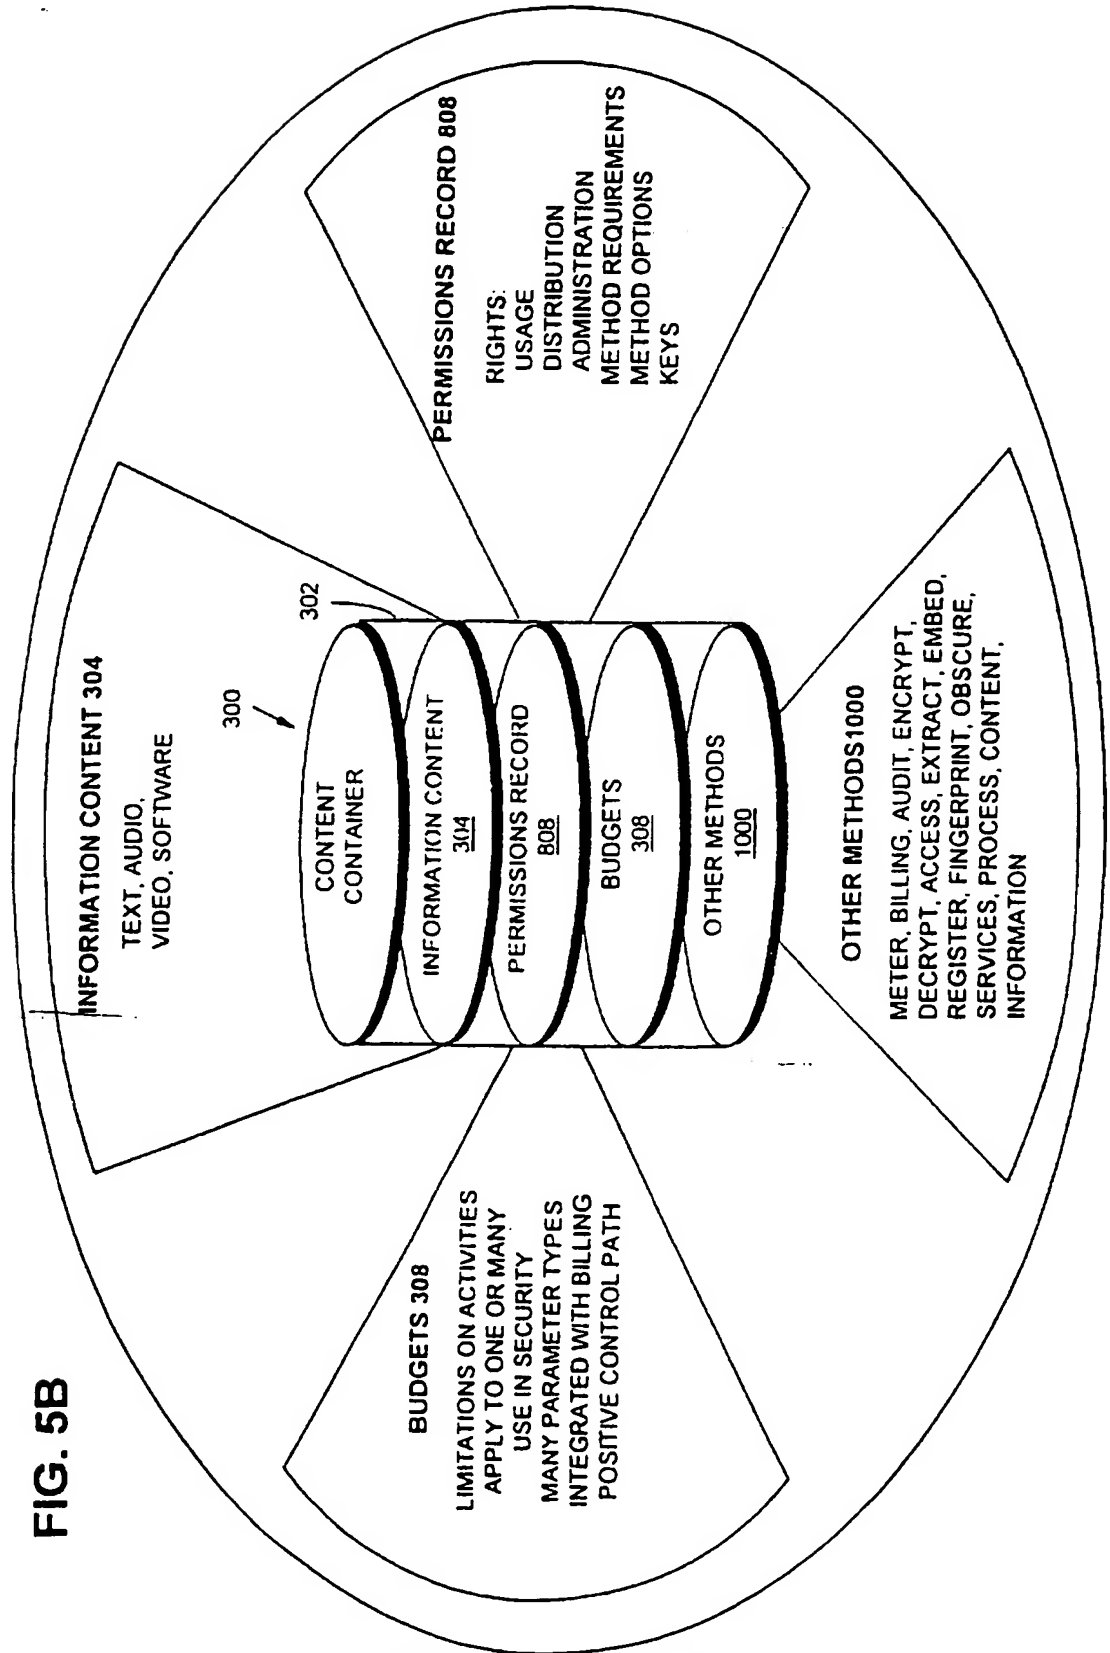 FIG. 5B
INFORMATION CONTENT 304
TEXT, AUDIO,
VIDEO, SOFTWARE
BUDGETS 308
LIMITATIONS ON ACTIVITIES
APPLY TO ONE OR MANY
USE IN SECURITY
MANY PARAMETER TYPES
INTEGRATED WITH BILLING
POSITIVE CONTROL PATH
300
302
CONTENT
CONTAINER
INFORMATION CONTENT
304
PERMISSIONS RECORD
808
BUDGETS
308
OTHER METHODS
1000
PERMISSIONS RECORD 808
RIGHTS:
USAGE
DISTRIBUTION
ADMINISTRATION
METHOD REQUIREMENTS
METHOD OPTIONS
KEYS
OTHER METHODS1000
METER, BILLING, AUDIT, ENCRYPT,
DECRYPT, ACCESS, EXTRACT, EMBED,
REGISTER, FINGERPRINT, OBSCURE,
SERVICES, PROCESS, CONTENT,
INFORMATION